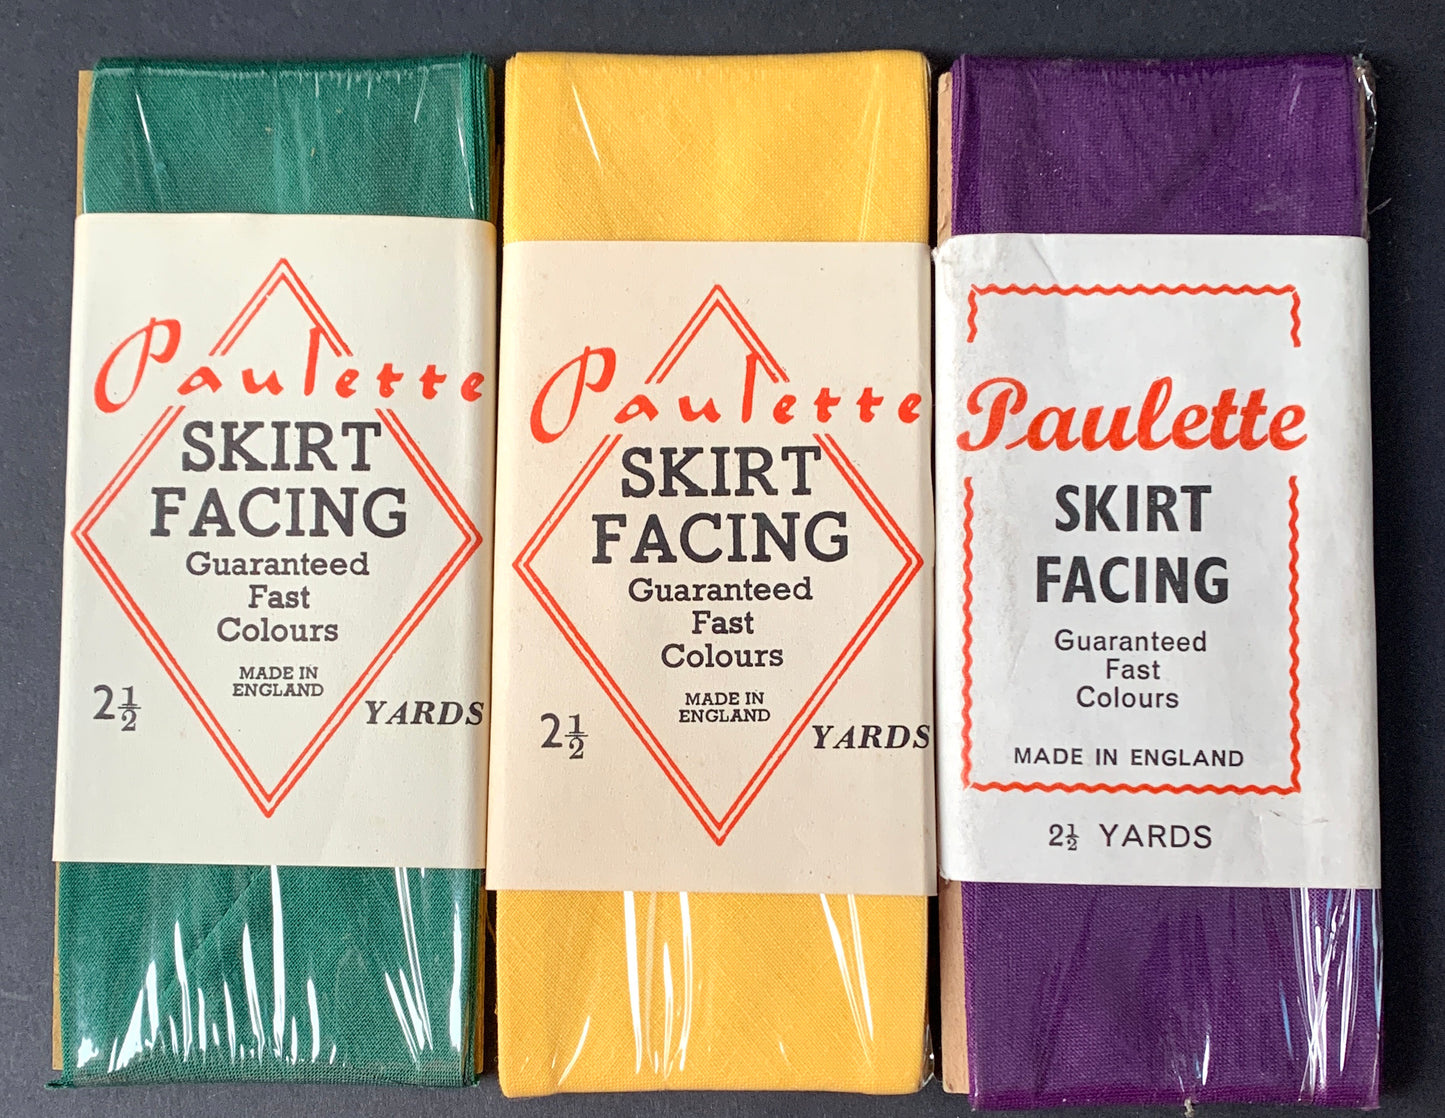 Paulette
SKIRT
FACING
Guaranteed
Fast
Colours
MADE IN
ENGLAND
2½ YARDS
Paulette
SKIRT
FACING
Guaranteed
Fast
Colours
MADE IN
ENGLAND
2½ YARDS
Paulette
SKIRT
FACING
Guaranteed
Fast
Colours
MADE IN ENGLAND
2½ YARDS